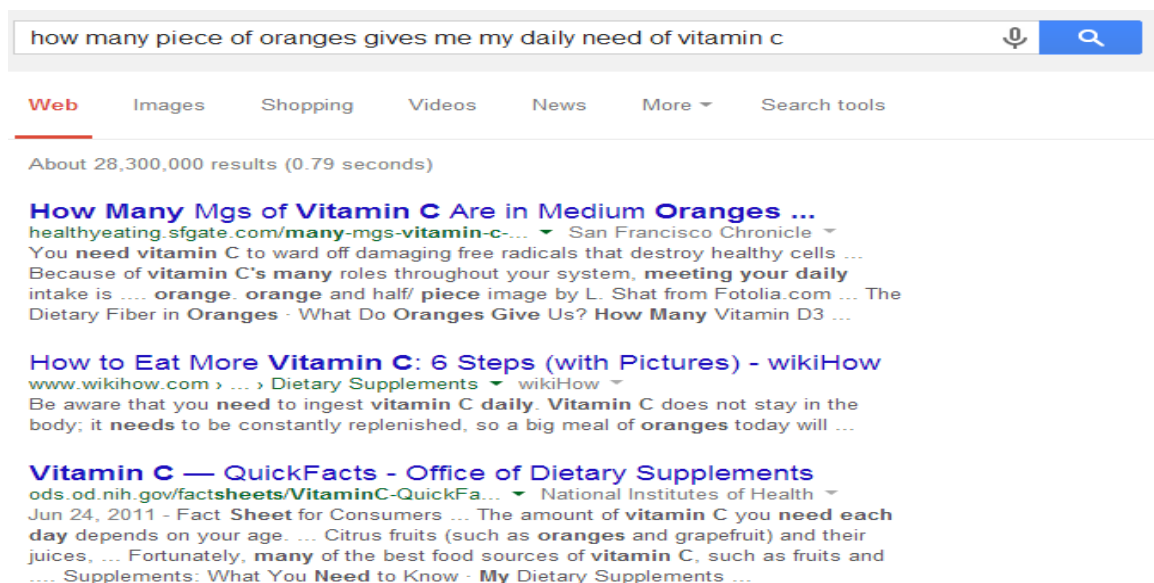 how many piece of oranges gives me my daily need of vitamin c
Web Images Shopping Videos News More Search tools
About 28,300,000 results (0.79 seconds)
How Many Mgs of Vitamin C Are in Medium Oranges ...
healthyeating.sfgate.com/many-mgs-vitamin-c-... San Francisco Chronicle
You need vitamin C to ward off damaging free radicals that destroy healthy cells ...
Because of vitamin C's many roles throughout your system, meeting your daily
intake is .... orange. orange and half/ piece image by L. Shat from Fotolia.com ... The
Dietary Fiber in Oranges · What Do Oranges Give Us? How Many Vitamin D3 ...
How to Eat More Vitamin C: 6 Steps (with Pictures) - wikiHow
www.wikihow.com › ... › Dietary Supplements wikiHow
Be aware that you need to ingest vitamin C daily. Vitamin C does not stay in the
body; it needs to be constantly replenished, so a big meal of oranges today will ...
Vitamin C — QuickFacts - Office of Dietary Supplements
ods.od.nih.gov/factsheets/VitaminC-QuickFa... National Institutes of Health
Jun 24, 2011 - Fact Sheet for Consumers ... The amount of vitamin C you need each
day depends on your age. ... Citrus fruits (such as oranges and grapefruit) and their
juices, ... Fortunately, many of the best food sources of vitamin C, such as fruits and
.... Supplements: What You Need to Know · My Dietary Supplements ...